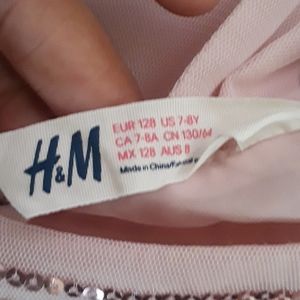 H&M
EUR 128 US 7-8Y
CA 7-8A CN 130/64
MX 128 AUS 8
Made in China/